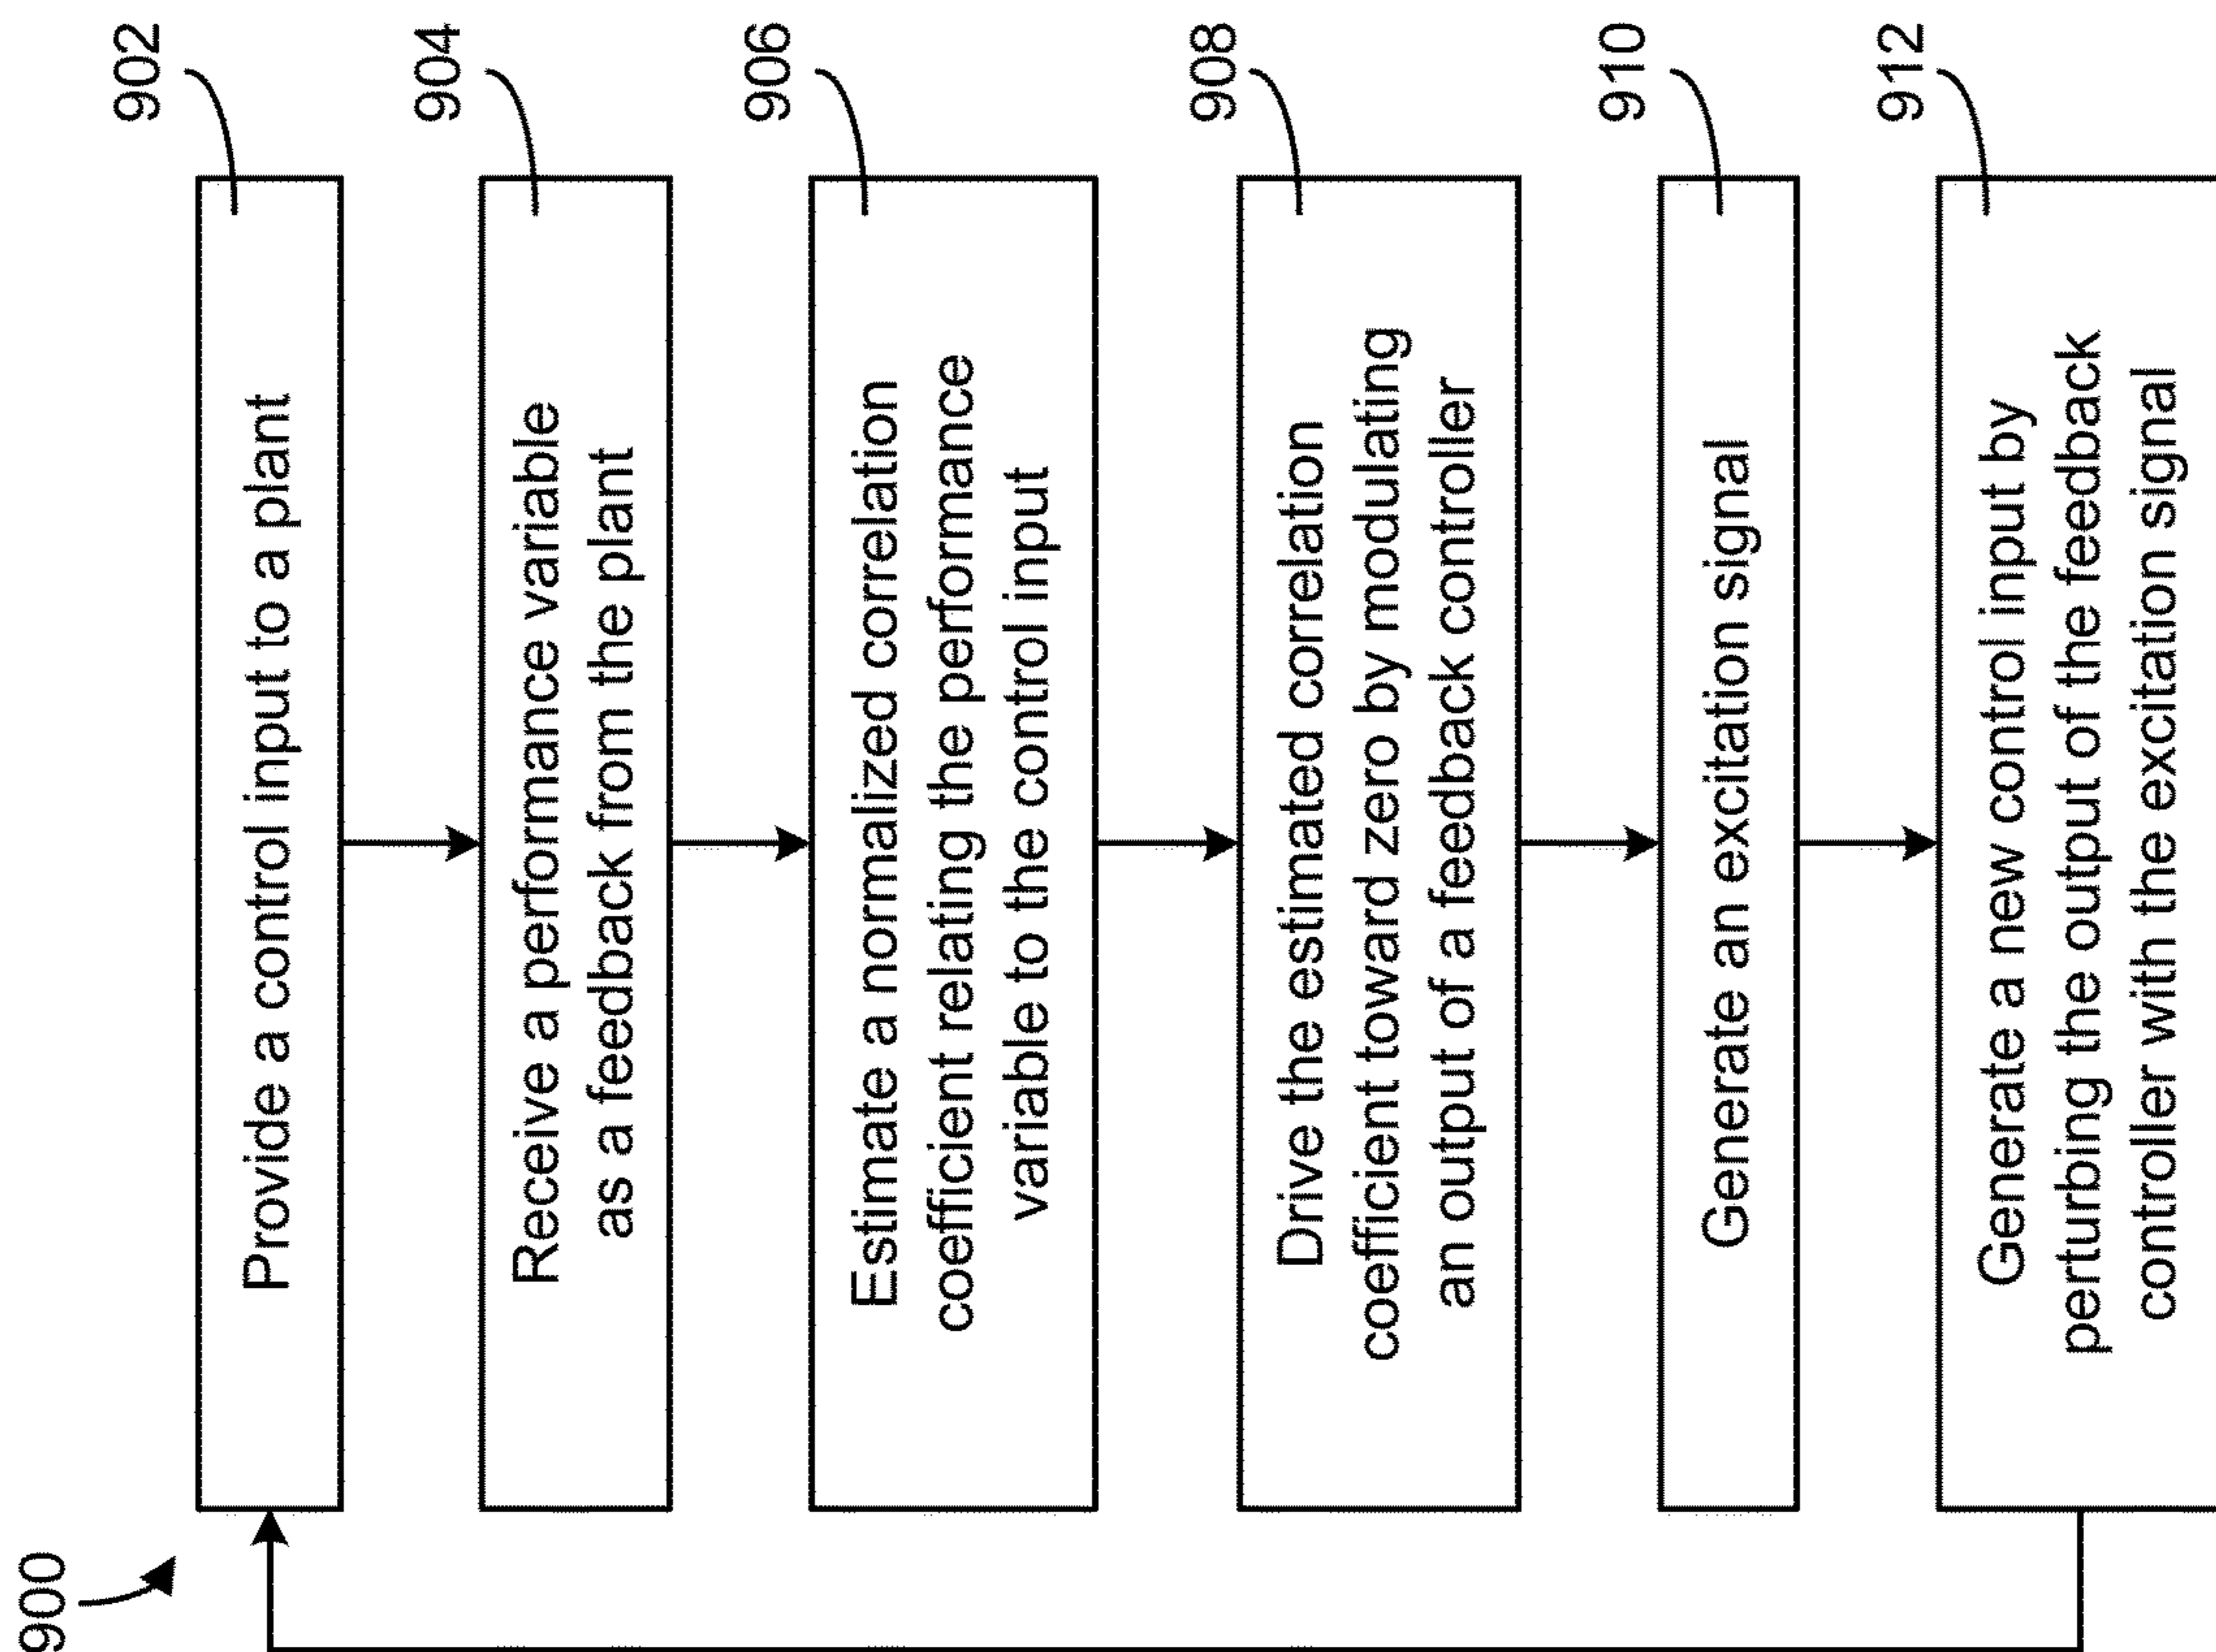 900
902
Provide a control input to a plant
904
Receive a performance variable
as a feedback from the plant
906
Estimate a normalized correlation
coefficient relating the performance
variable to the control input
908
Drive the estimated correlation
coefficient toward zero by modulating
an output of a feedback controller
910
Generate an excitation signal
912
Generate a new control input by
perturbing the output of the feedback
controller with the excitation signal